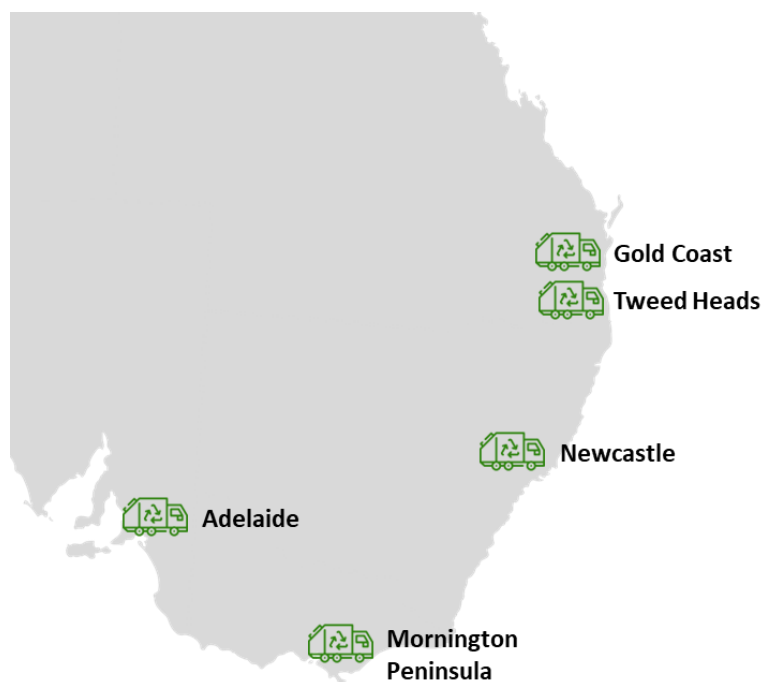 Gold Coast
Tweed Heads
Newcastle
Adelaide
Mornington
Peninsula